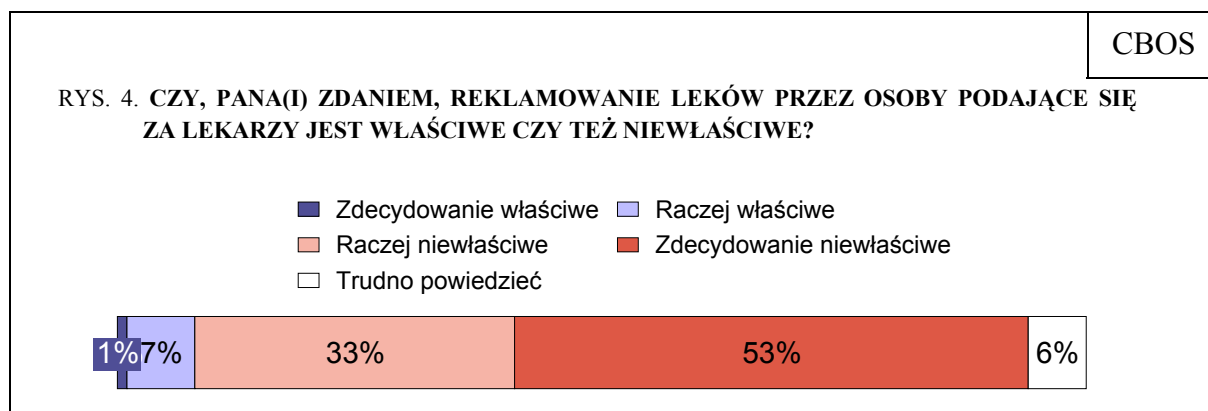 CBOS
RYS. 4. CZY, PANA(I) ZDANIEM, REKLAMOWANIE LEKÓW PRZEZ OSOBY PODAJĄCE SIĘ
ZA LEKARZY JEST WŁAŚCIWE CZY TEŻ NIEWŁAŚCIWE?
Zdecydowanie właściwe Raczej właściwe
Raczej niewłaściwe Zdecydowanie niewłaściwe
Trudno powiedzieć
1% 7% 33% 53% 6%